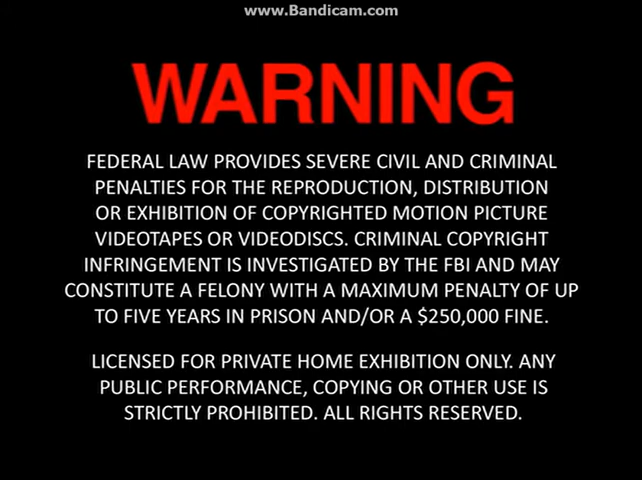 www.Bandicam.com
WARNING
FEDERAL LAW PROVIDES SEVERE CIVIL AND CRIMINAL
PENALTIES FOR THE REPRODUCTION, DISTRIBUTION
OR EXHIBITION OF COPYRIGHTED MOTION PICTURE
VIDEOTAPES OR VIDEODISCS. CRIMINAL COPYRIGHT
INFRINGEMENT IS INVESTIGATED BY THE FBI AND MAY
CONSTITUTE A FELONY WITH A MAXIMUM PENALTY OF UP
TO FIVE YEARS IN PRISON AND/OR A $250,000 FINE.
LICENSED FOR PRIVATE HOME EXHIBITION ONLY. ANY
PUBLIC PERFORMANCE, COPYING OR OTHER USE IS
STRICTLY PROHIBITED. ALL RIGHTS RESERVED.